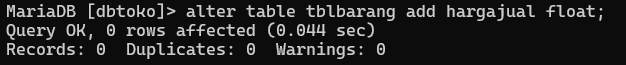 MariaDB [dbtoko]> alter table tblbarang add hargajual float;
Query OK, 0 rows affected (0.044 sec)
Records: 0  Duplicates: 0  Warnings: 0